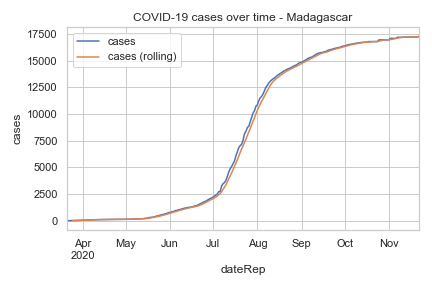 COVID-19 cases over time - Madagascar
cases
cases (rolling)
17500
15000
12500
10000
7500
5000
2500
0
cases
Apr May Jun Jul Aug Sep Oct Nov
2020
dateRep